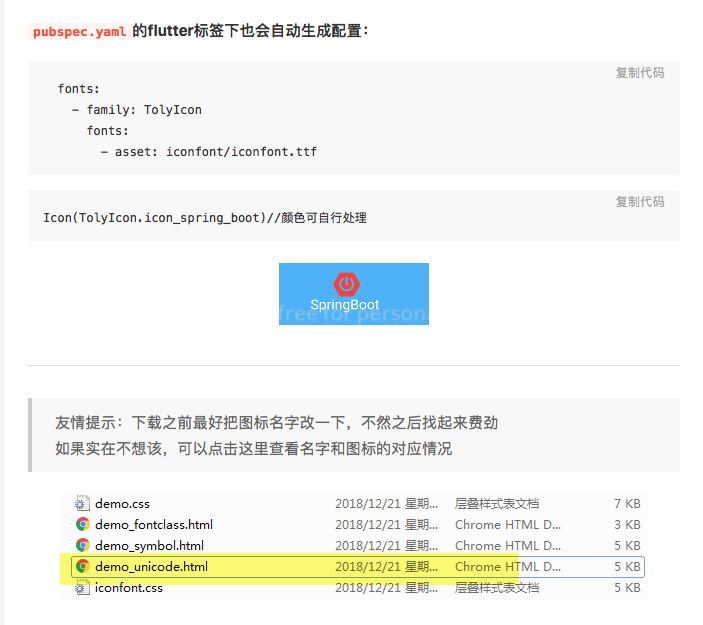 pubspec.yaml 的flutter标签下也会自动生成配置：
复制代码
fonts:
- family: TolyIcon
fonts:
- asset: iconfont/iconfont.ttf
复制代码
Icon(TolyIcon.icon_spring_boot)//颜色可自行处理
SpringBoot
free for persona
友情提示：下载之前最好把图标名字改一下，不然之后找起来费劲
如果实在不想该，可以点击这里查看名字和图标的对应情况
demo.css 2018/12/21 星期... 层叠样式表文档 7 KB
demo_fontclass.html 2018/12/21 星期... Chrome HTML D... 3 KB
demo_symbol.html 2018/12/21 星期... Chrome HTML D... 5 KB
demo_unicode.html 2018/12/21 星期... Chrome HTML D... 5 KB
iconfont.css 2018/12/21 星期... 层叠样式表文档 5 KB